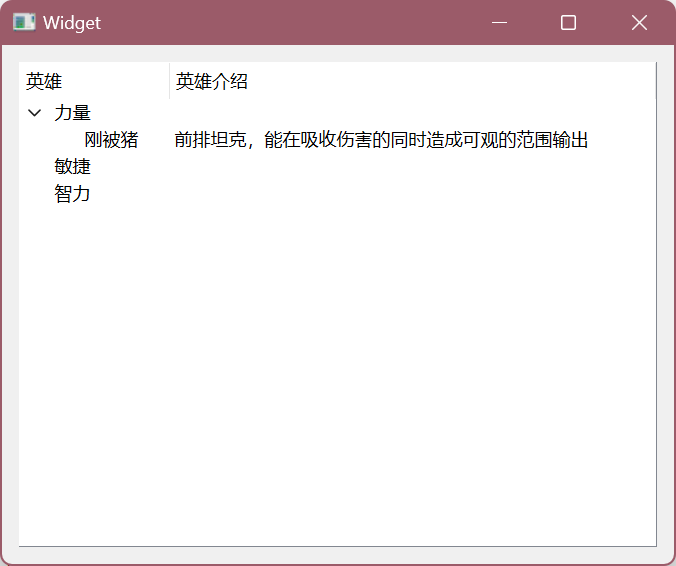 Widget
英雄 英雄介绍
力量
刚被猪 前排坦克，能在吸收伤害的同时造成可观的范围输出
敏捷
智力